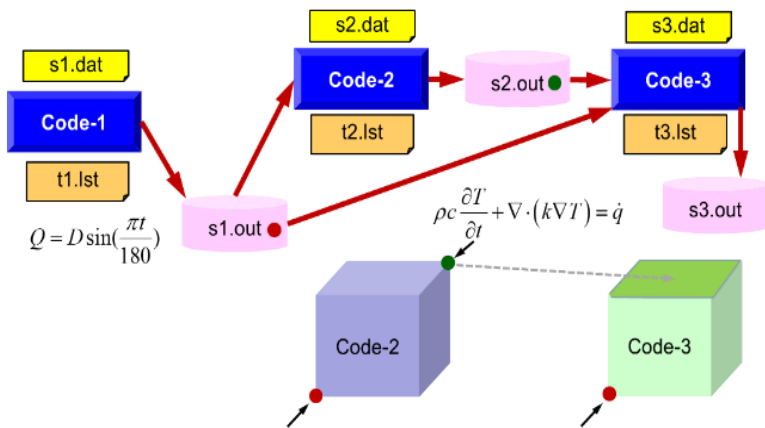 s1.dat
Code-1
t1.lst
s2.dat
Code-2
t2.lst
s2.out
s3.dat
Code-3
t3.lst
s1.out
s3.out
Q = D sin(πt/180)
ρc ∂T/∂t + ∇·(k∇T) = q̇
Code-2
Code-3